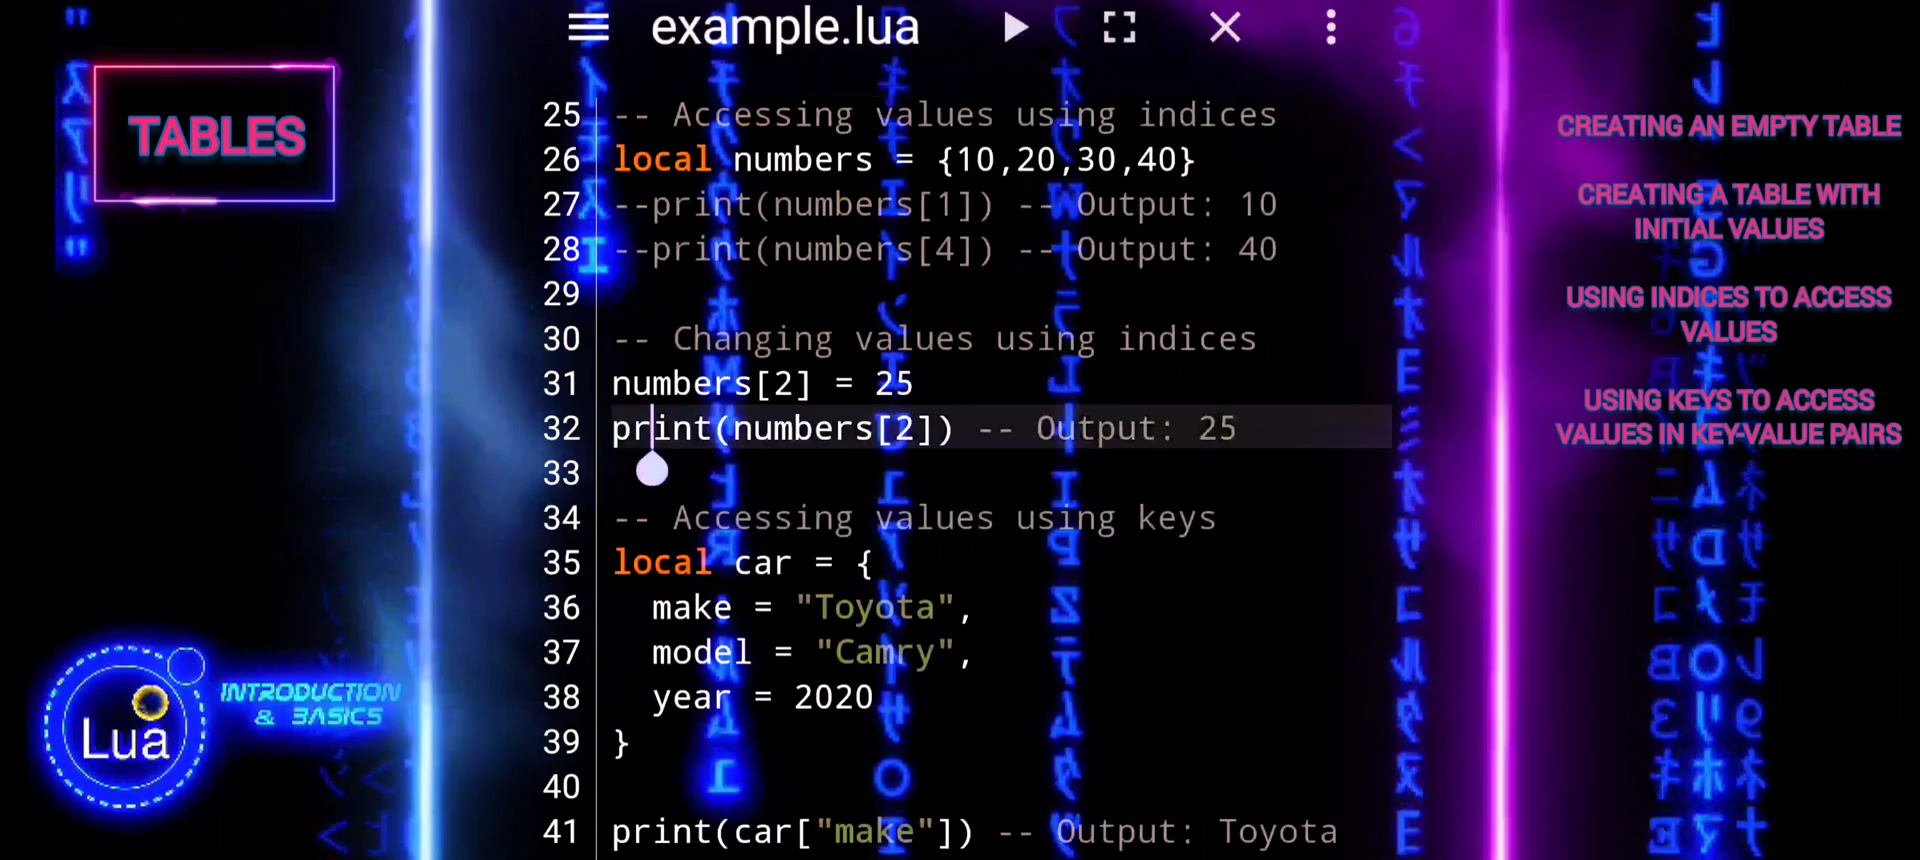 TABLES
Lua
INTRODUCTION
& BASICS
example.lua
25 -- Accessing values using indices
26 local numbers = {10,20,30,40}
27 --print(numbers[1]) -- Output: 10
28 --print(numbers[4]) -- Output: 40
29
30 -- Changing values using indices
31 numbers[2] = 25
32 print(numbers[2]) -- Output: 25
33
34 -- Accessing values using keys
35 local car = {
36   make = "Toyota",
37   model = "Camry",
38   year = 2020
39 }
40
41 print(car["make"]) -- Output: Toyota
CREATING AN EMPTY TABLE
CREATING A TABLE WITH
INITIAL VALUES
USING INDICES TO ACCESS
VALUES
USING KEYS TO ACCESS
VALUES IN KEY-VALUE PAIRS